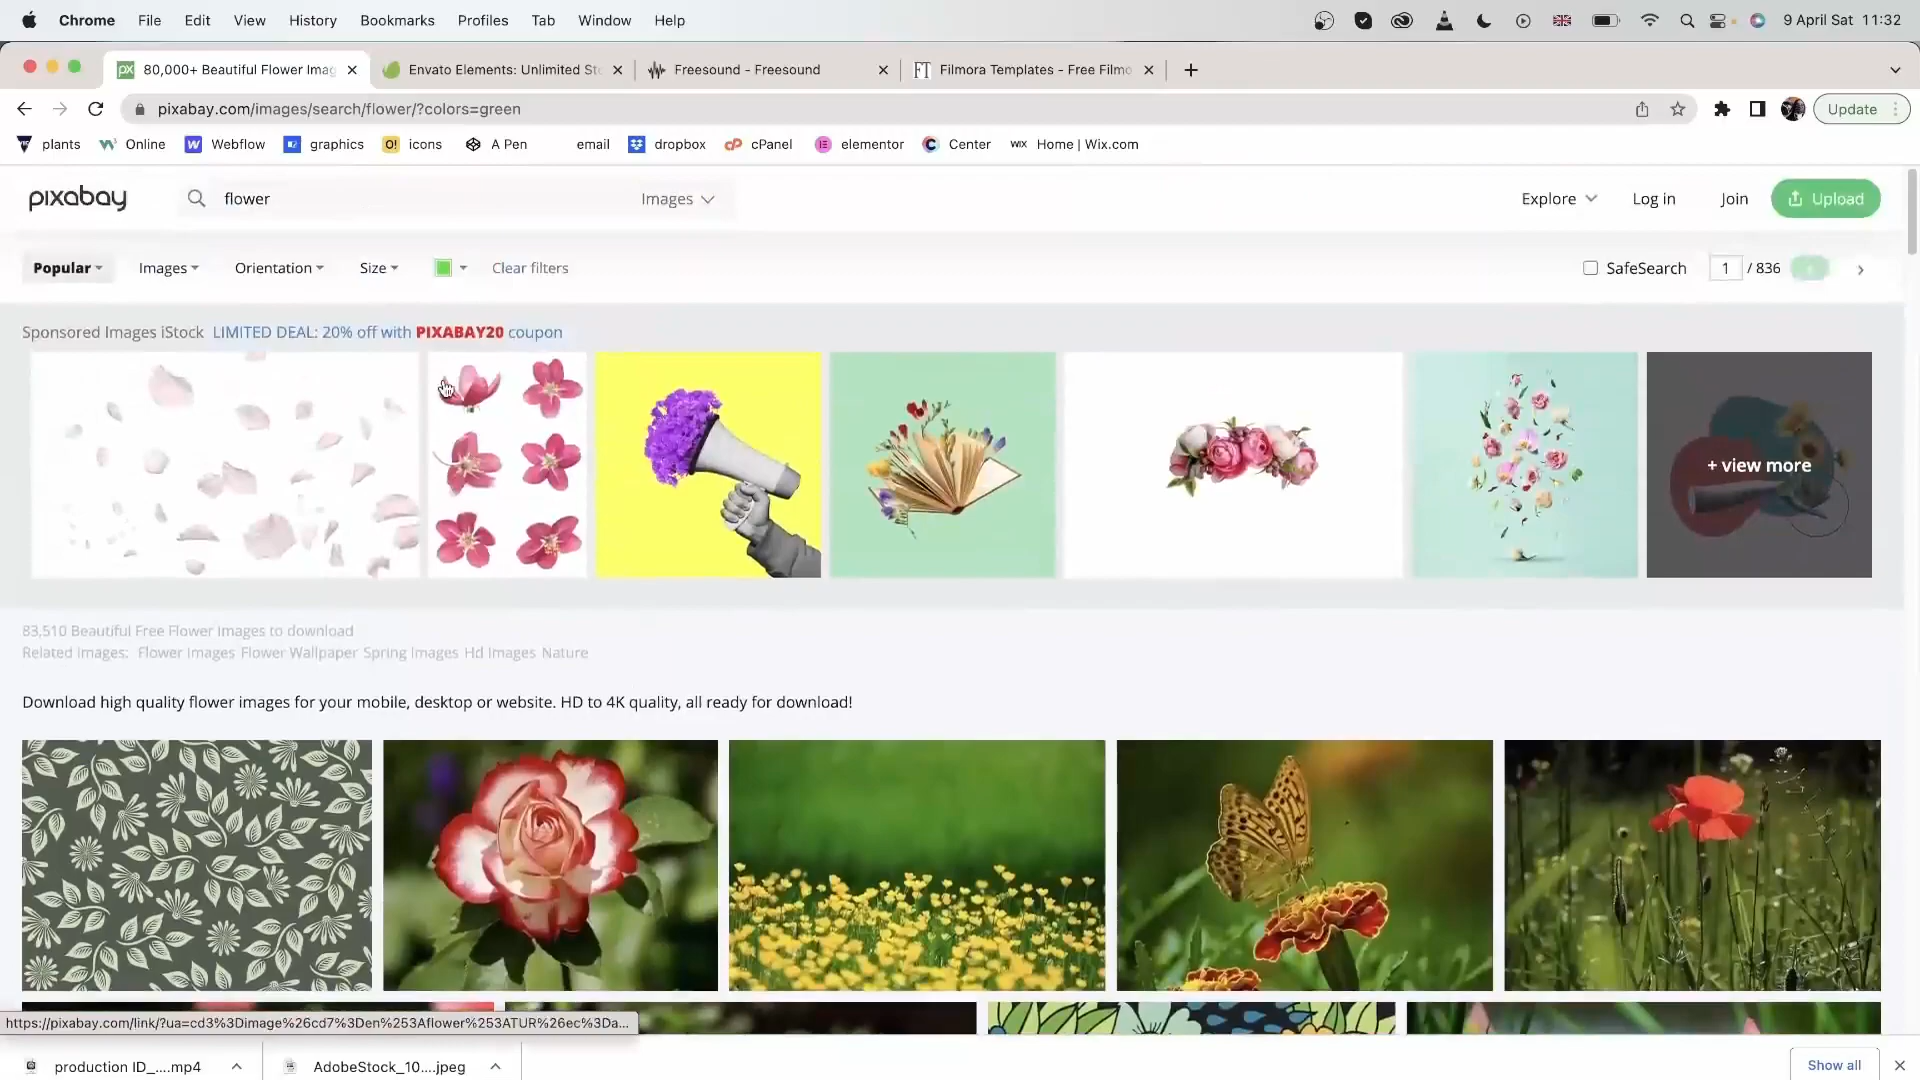 Chrome File Edit View History Bookmarks Profiles Tab Window Help 9 April Sat 11:32
80,000+ Beautiful Flower Imag Envato Elements: Unlimited St Freesound - Freesound FT Filmora Templates - Free Filmo
pixabay.com/images/search/flower/?colors=green Update
plants Online W Webflow graphics O! icons A Pen email dropbox cP cPanel elementor Center WiX Home | Wix.com
pixabay flower Images Explore Log in Join Upload
Popular Images Orientation Size Clear filters SafeSearch 1 / 836
Sponsored Images iStock LIMITED DEAL: 20% off with PIXABAY20 coupon
+ view more
83,510 Beautiful Free Flower Images to download
Related Images: Flower Images Flower Wallpaper Spring Images Hd Images Nature
Download high quality flower images for your mobile, desktop or website. HD to 4K quality, all ready for download!
https://pixabay.com/link/?ua=cd3%3Dimage%26cd7%3Den%253Aflower%253ATUR%26ec%3Da...
production ID_....mp4 AdobeStock_10....jpeg Show all